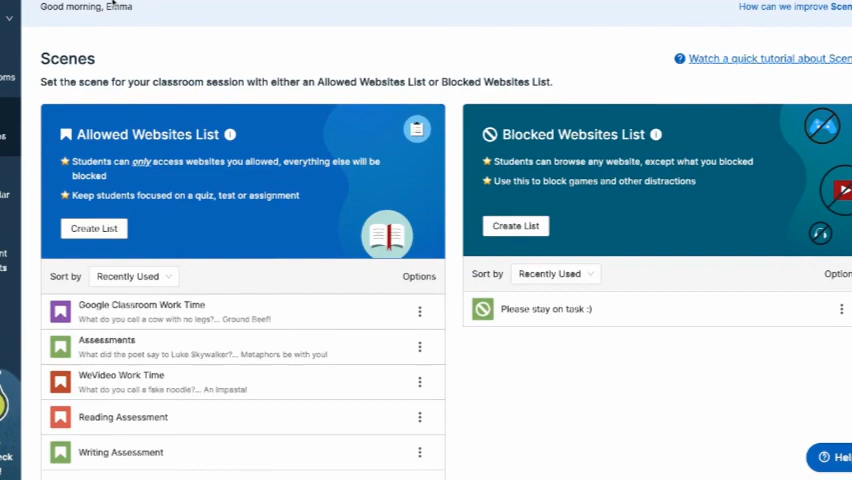 Good morning, Emma
How can we improve
Scenes
Watch a quick tutorial about
Set the scene for your classroom session with either an Allowed Websites List or Blocked Websites List.
Allowed Websites List
Students can only access websites you allowed, everything else will be
blocked
Keep students focused on a quiz, test or assignment
Create List
Sort by Recently Used Options
Google Classroom Work Time
What do you call a cow with no legs?... Ground Beef!
Assessments
What did the poet say to Luke Skywalker?... Metaphors be with you!
WeVideo Work Time
What do you call a fake noodle?... An Impasta!
Reading Assessment
Writing Assessment
Blocked Websites List
Students can browse any website, except what you blocked
Use this to block games and other distractions
Create List
Sort by Recently Used
Please stay on task :)